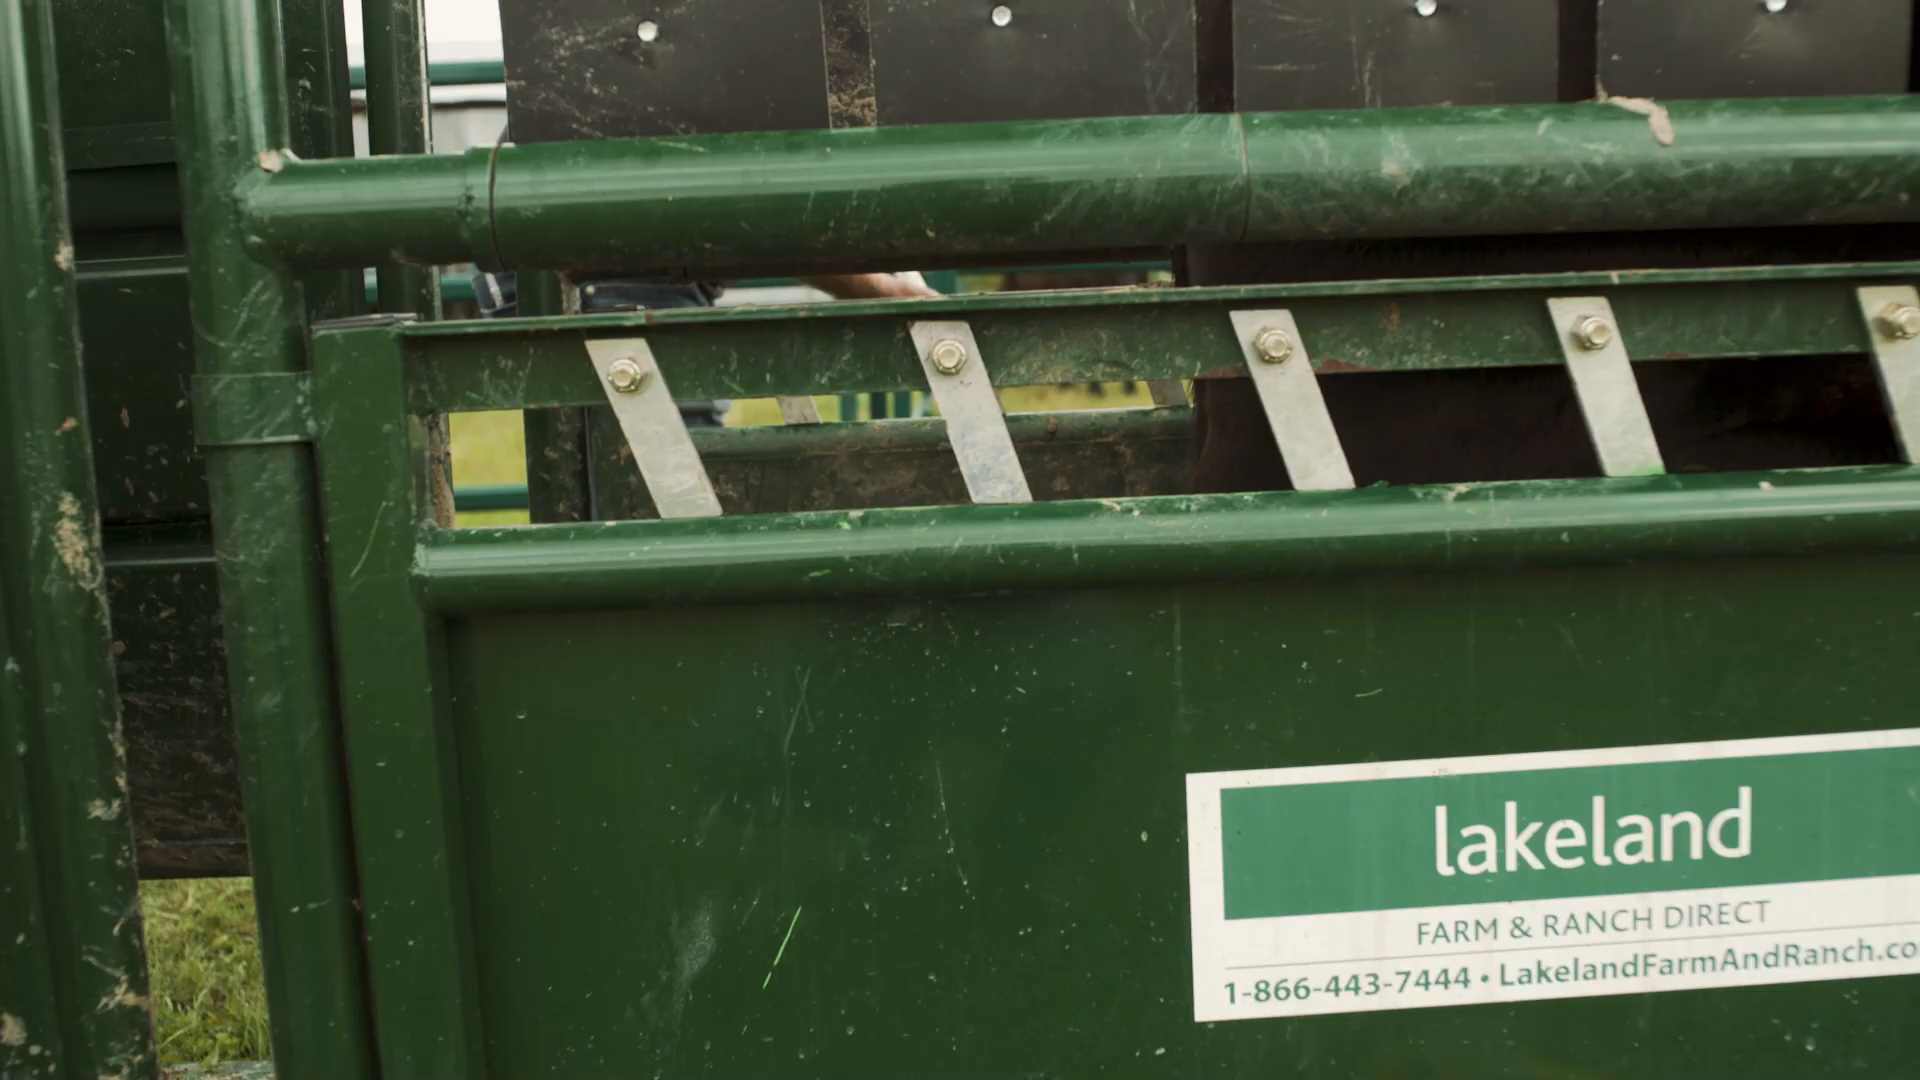 lakeland
FARM & RANCH DIRECT
1-866-443-7444 • LakelandFarmAndRanch.co